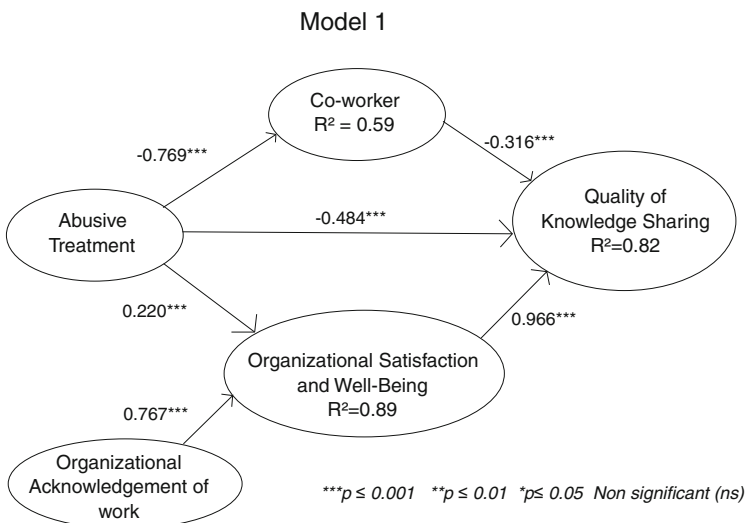 Model 1
Co-worker
R² = 0.59
-0.769***
-0.316***
Quality of
Knowledge Sharing
R²=0.82
Abusive
Treatment
-0.484***
0.220***
0.966***
Organizational Satisfaction
and Well-Being
R²=0.89
0.767***
Organizational
Acknowledgement of
work
***p ≤ 0.001 **p ≤ 0.01 *p≤ 0.05 Non significant (ns)